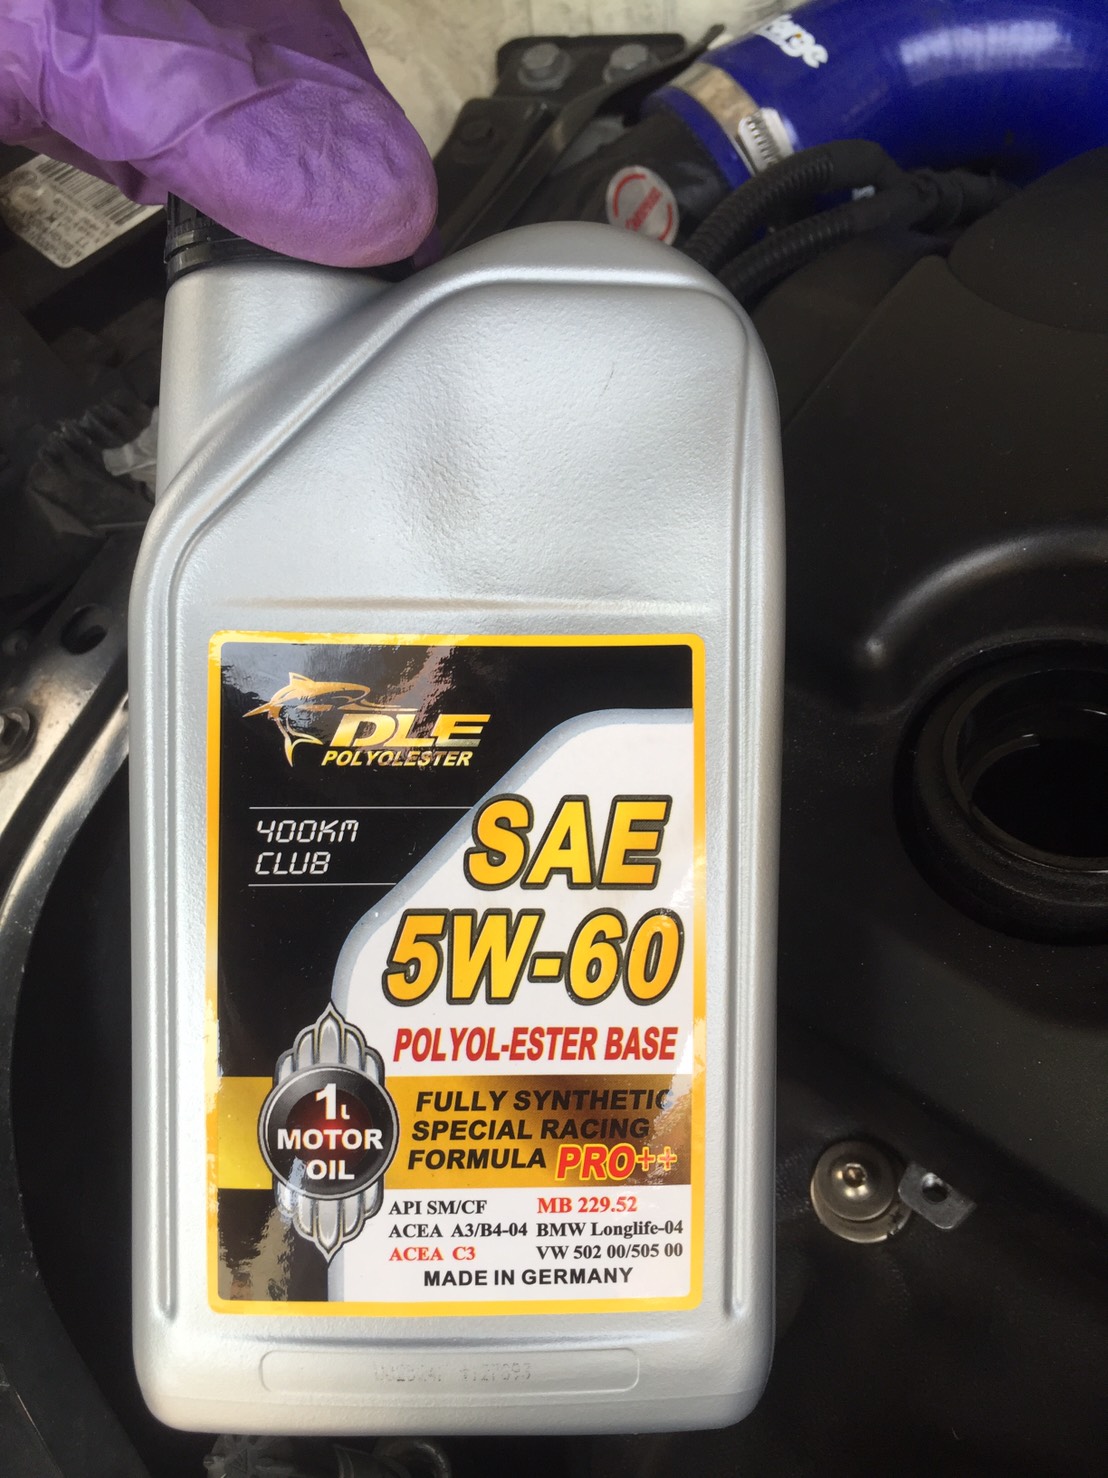 DLE
POLYOLESTER
400KM
CLUB
SAE
5W-60
POLYOL-ESTER BASE
1L
MOTOR
OIL
FULLY SYNTHETIC
SPECIAL RACING
FORMULA PRO++
API SM/CF MB 229.52
ACEA A3/B4-04 BMW Longlife-04
ACEA C3 VW 502 00/505 00
MADE IN GERMANY